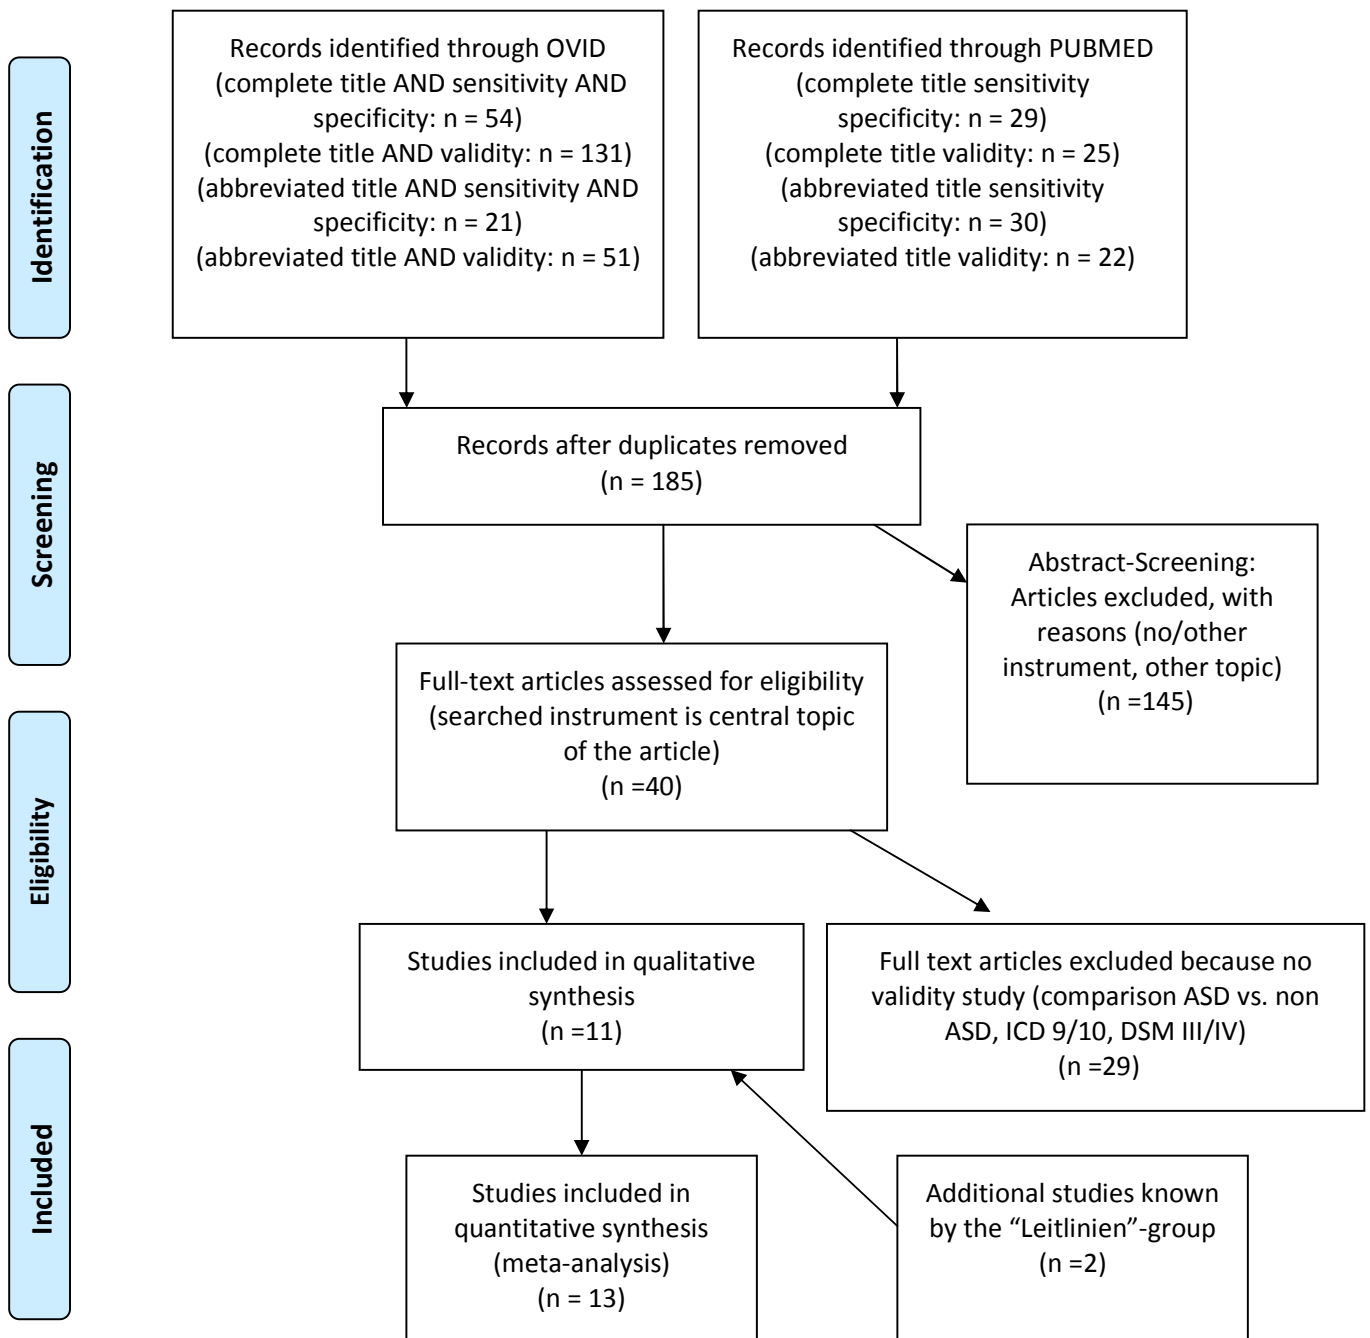 Identification
Records identified through OVID
(complete title AND sensitivity AND
specificity: n = 54)
(complete title AND validity: n = 131)
(abbreviated title AND sensitivity AND
specificity: n = 21)
(abbreviated title AND validity: n = 51)
Records identified through PUBMED
(complete title sensitivity
specificity: n = 29)
(complete title validity: n = 25)
(abbreviated title sensitivity
specificity: n = 30)
(abbreviated title validity: n = 22)
Screening
Records after duplicates removed
(n = 185)
Abstract-Screening:
Articles excluded, with
reasons (no/other
instrument, other topic)
(n =145)
Full-text articles assessed for eligibility
(searched instrument is central topic
of the article)
(n =40)
Eligibility
Studies included in qualitative
synthesis
(n =11)
Full text articles excluded because no
validity study (comparison ASD vs. non
ASD, ICD 9/10, DSM III/IV)
(n =29)
Included
Studies included in
quantitative synthesis
(meta-analysis)
(n = 13)
Additional studies known
by the “Leitlinien”-group
(n =2)